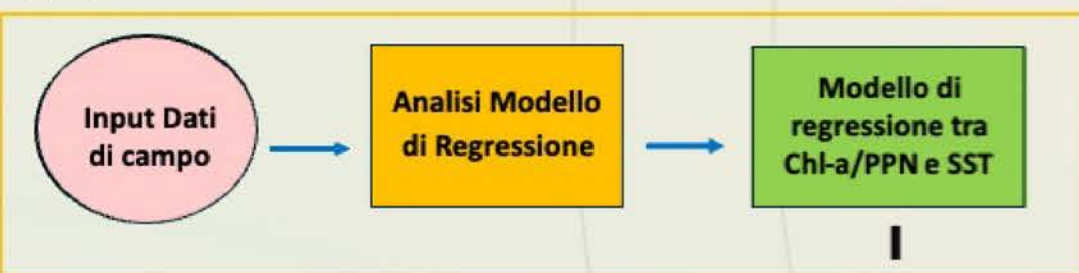 Input Dati
di campo
Analisi Modello
di Regressione
Modello di
regressione tra
Chl-a/PPN e SST